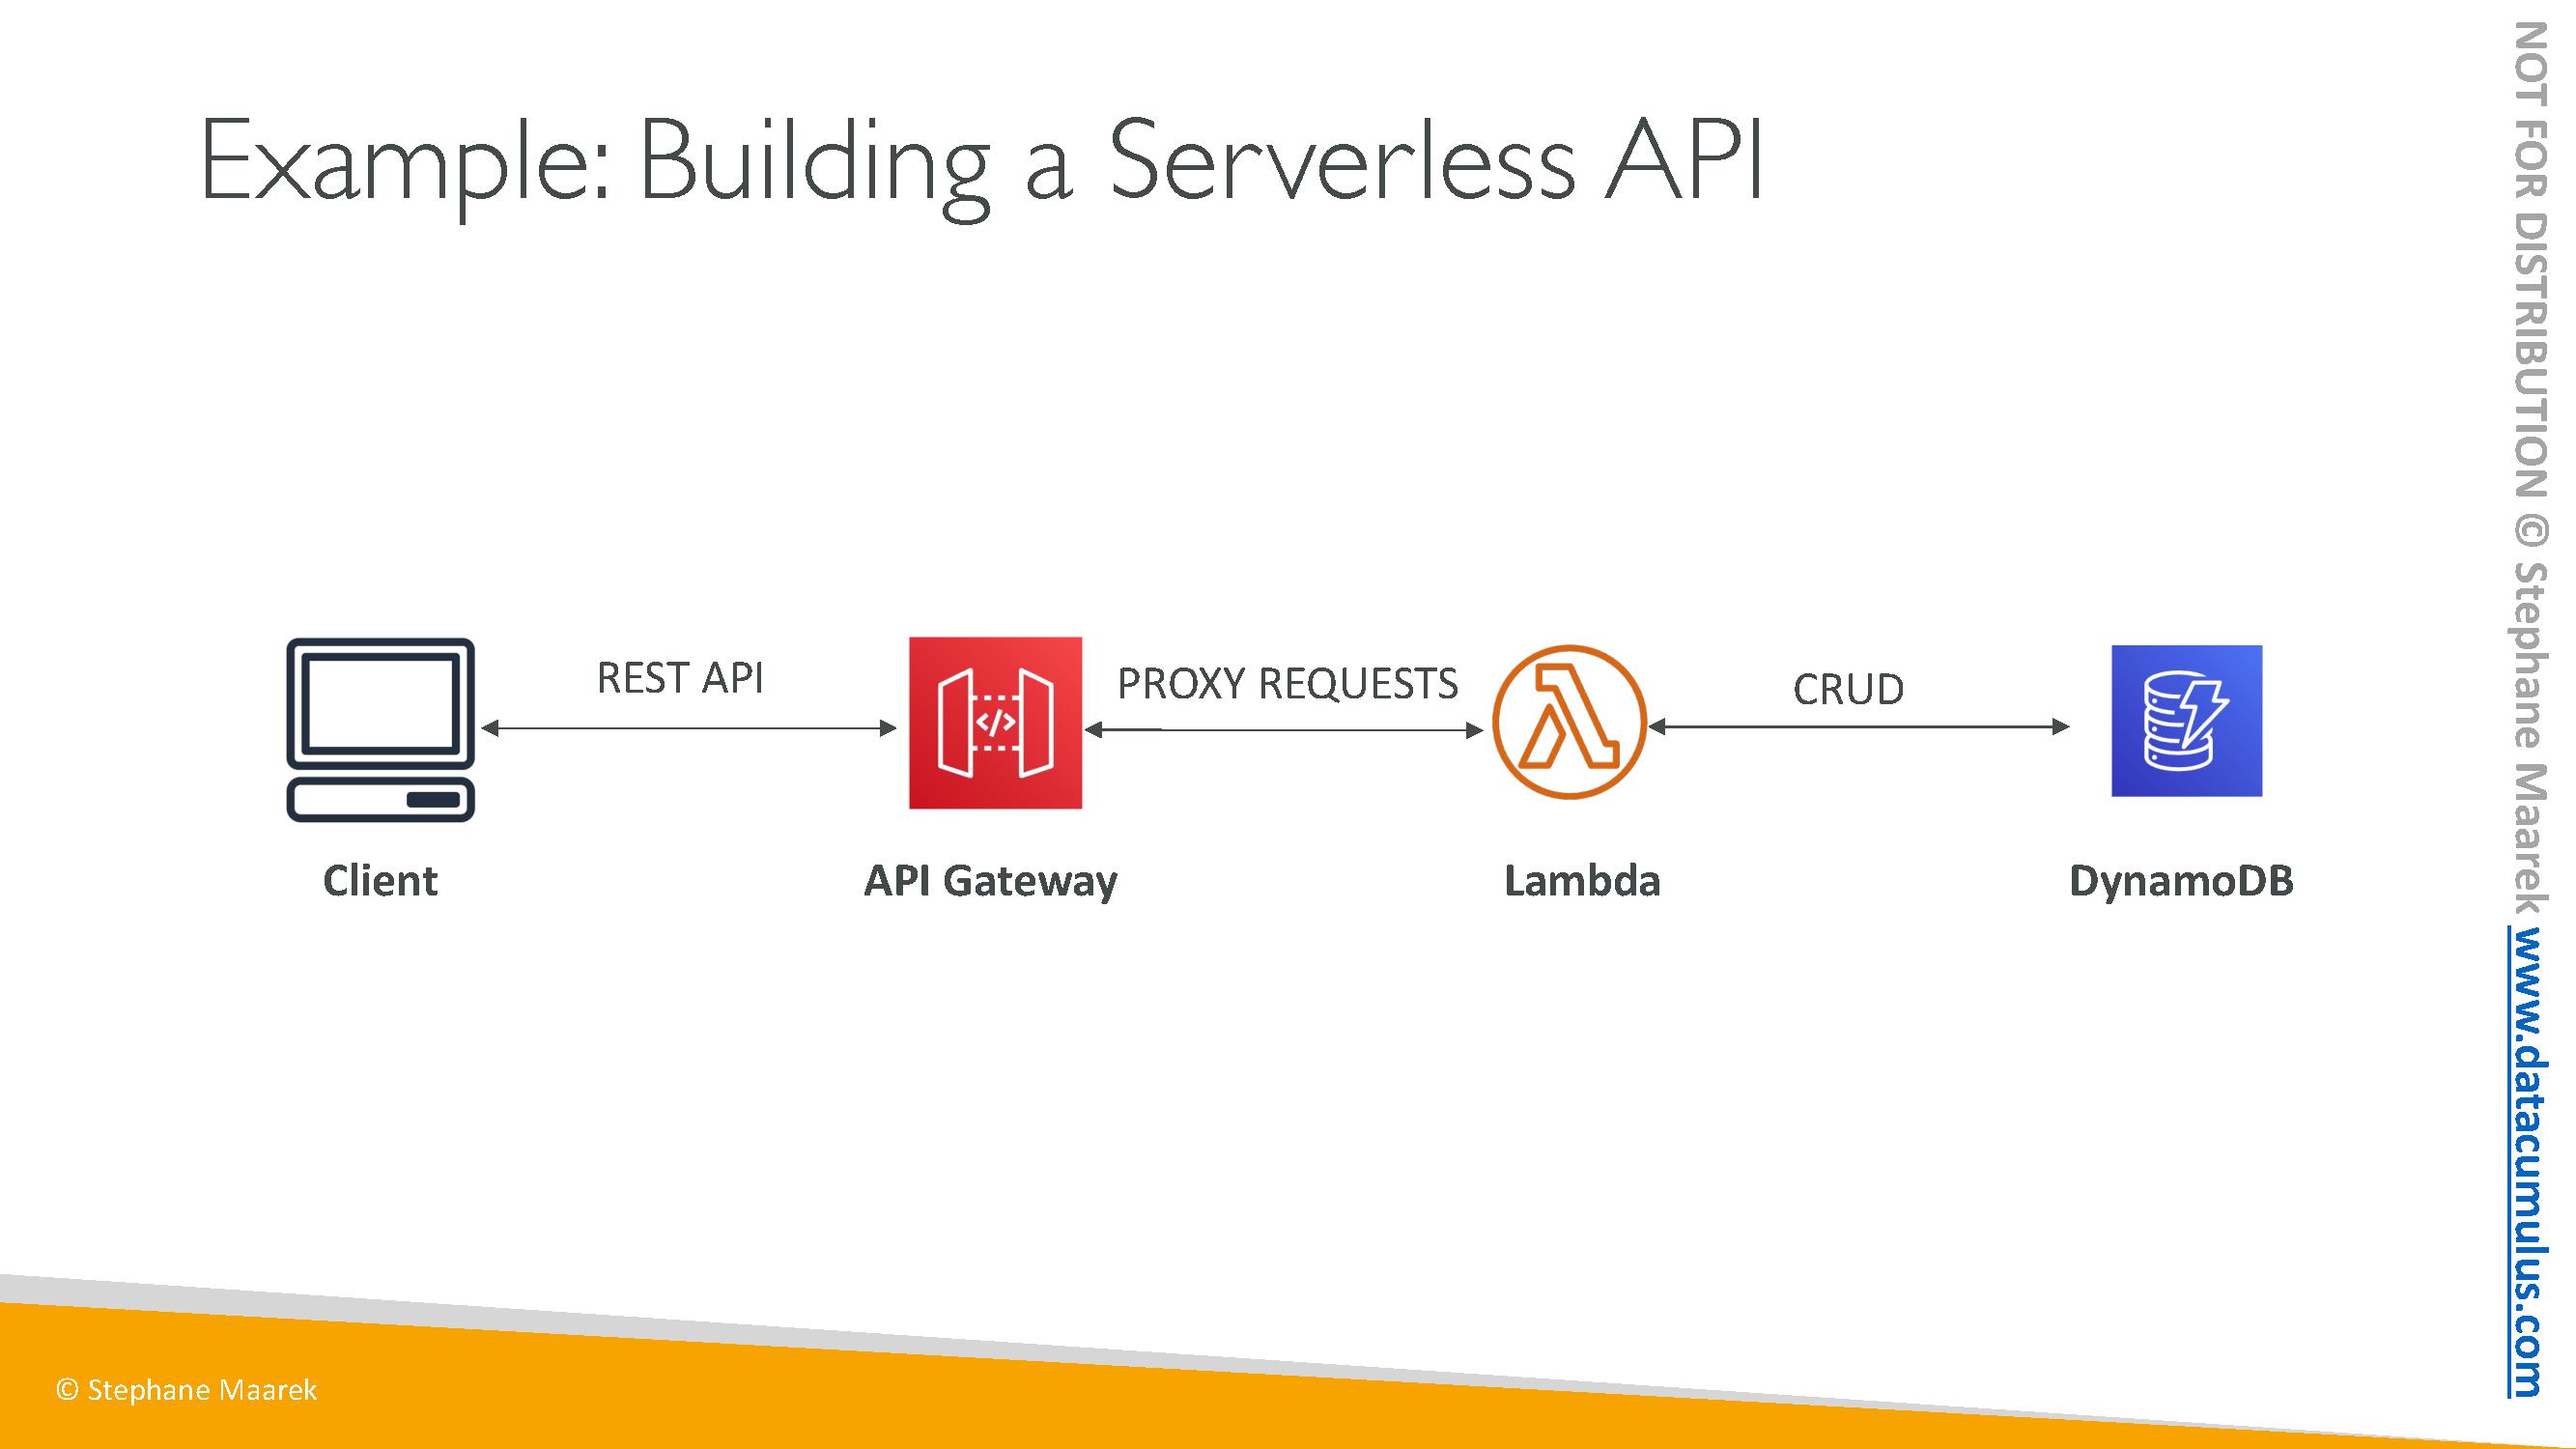 Example: Building a Serverless API
REST API
PROXY REQUESTS
CRUD
</>
Client
API Gateway
Lambda
DynamoDB
© Stephane Maarek
NOT FOR DISTRIBUTION © Stephane Maarek www.datacumulus.com